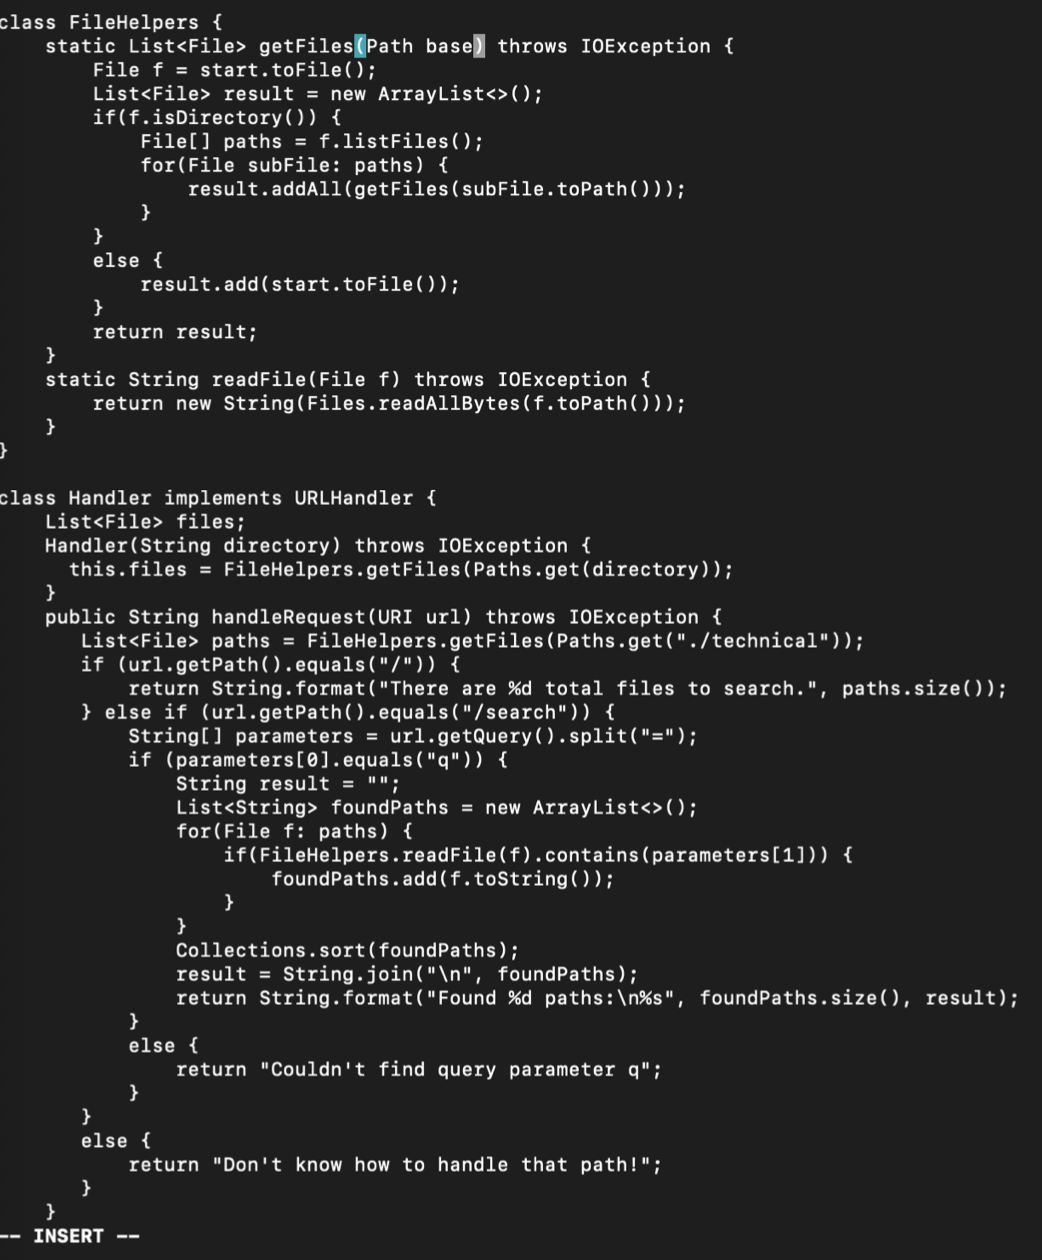 class FileHelpers {
    static List<File> getFiles(Path base) throws IOException {
        File f = start.toFile();
        List<File> result = new ArrayList<>();
        if(f.isDirectory()) {
            File[] paths = f.listFiles();
            for(File subFile: paths) {
                result.addAll(getFiles(subFile.toPath()));
            }
        }
        else {
            result.add(start.toFile());
        }
        return result;
    }
    static String readFile(File f) throws IOException {
        return new String(Files.readAllBytes(f.toPath()));
    }
}

class Handler implements URLHandler {
    List<File> files;
    Handler(String directory) throws IOException {
      this.files = FileHelpers.getFiles(Paths.get(directory));
    }
    public String handleRequest(URI url) throws IOException {
       List<File> paths = FileHelpers.getFiles(Paths.get("./technical"));
       if (url.getPath().equals("/")) {
           return String.format("There are %d total files to search.", paths.size());
       } else if (url.getPath().equals("/search")) {
           String[] parameters = url.getQuery().split("=");
           if (parameters[0].equals("q")) {
               String result = "";
               List<String> foundPaths = new ArrayList<>();
               for(File f: paths) {
                   if(FileHelpers.readFile(f).contains(parameters[1])) {
                       foundPaths.add(f.toString());
                   }
               }
               Collections.sort(foundPaths);
               result = String.join("\n", foundPaths);
               return String.format("Found %d paths:\n%s", foundPaths.size(), result);
           }
           else {
               return "Couldn't find query parameter q";
           }
       }
       else {
           return "Don't know how to handle that path!";
       }
    }
-- INSERT --